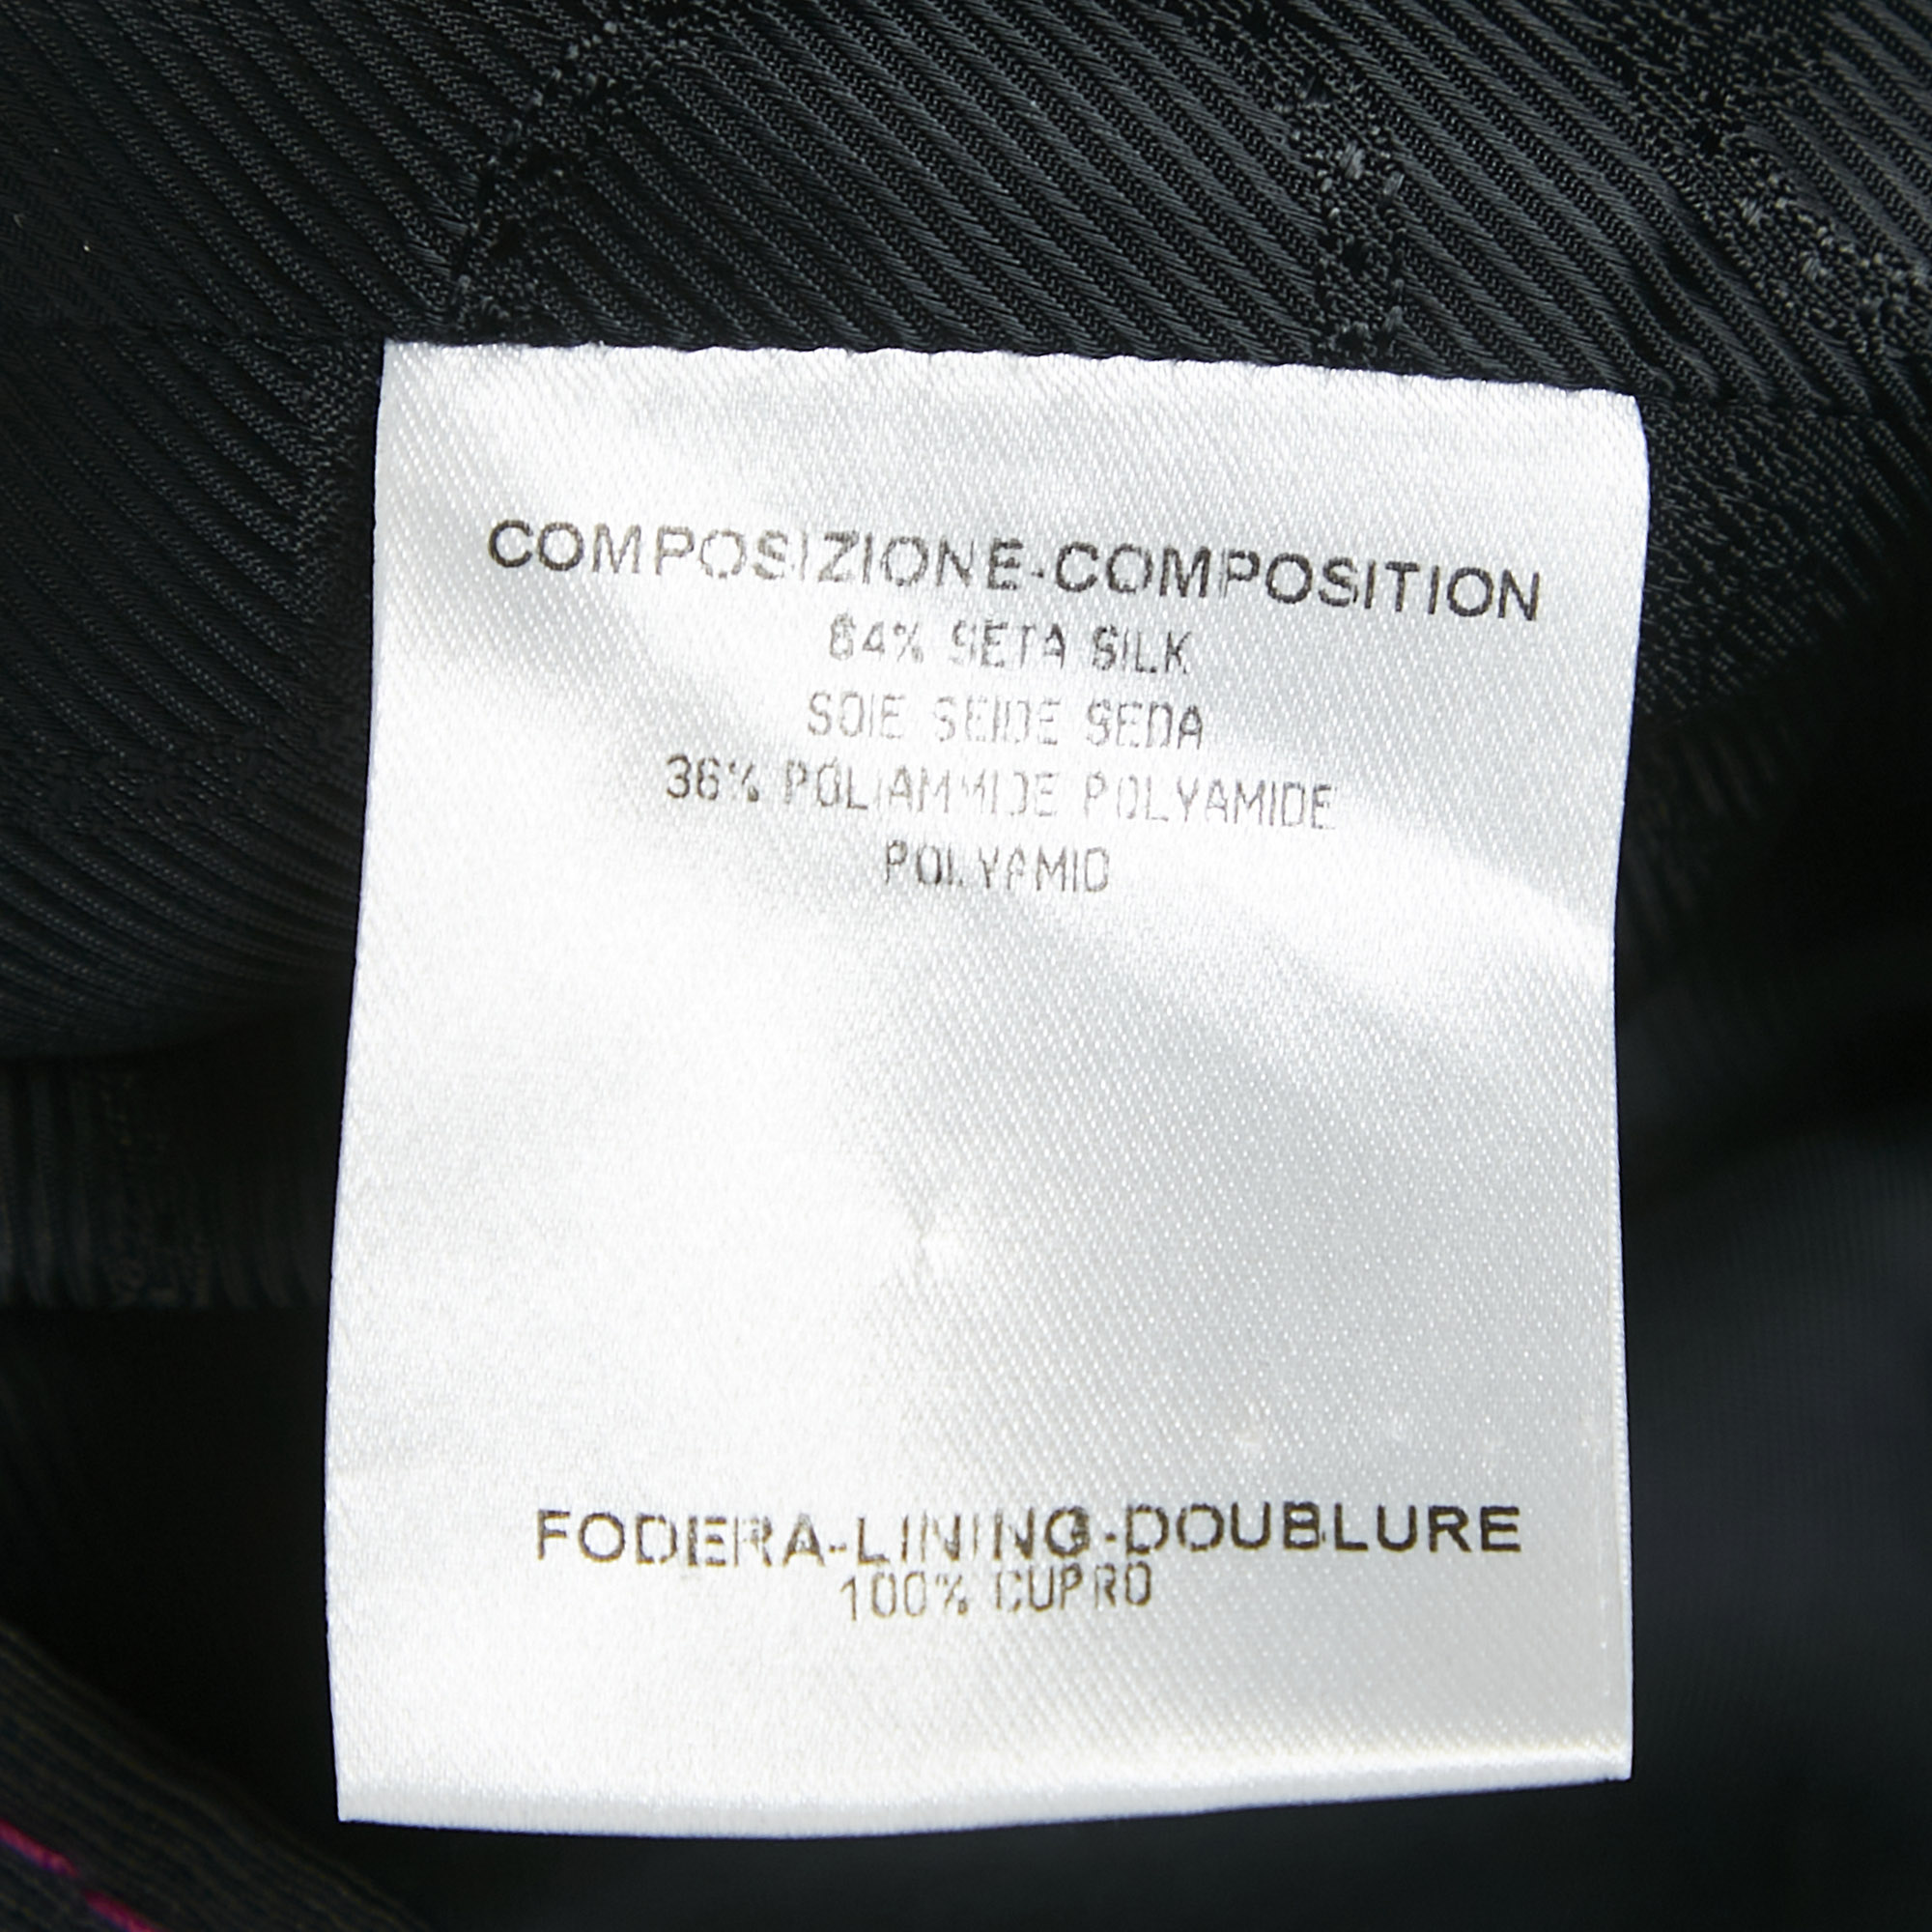 COMPOSIZIONE-COMPOSITION
64% SETA SILK
SOIE SEIDE SEDA
36% POLIAMMIDE POLYAMIDE
POLYAMID
FODERA-LINING-DOUBLURE
100% CUPRO